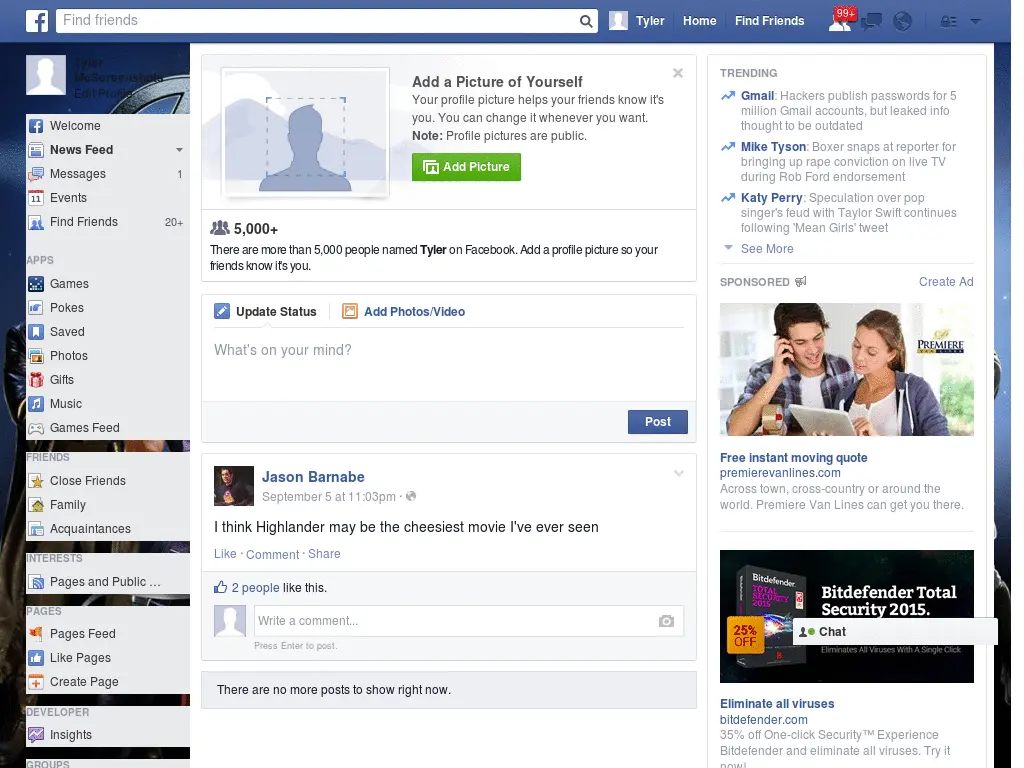 Find friends
Tyler Home Find Friends
99+
Tyler
McScreenshots
Edit Profile
Welcome
News Feed
Messages 1
Events
Find Friends 20+
APPS
Games
Pokes
Saved
Photos
Gifts
Music
Games Feed
FRIENDS
Close Friends
Family
Acquaintances
INTERESTS
Pages and Public ...
PAGES
Pages Feed
Like Pages
Create Page
DEVELOPER
Insights
GROUPS
Add a Picture of Yourself
Your profile picture helps your friends know it's
you. You can change it whenever you want.
Note: Profile pictures are public.
Add Picture
5,000+
There are more than 5,000 people named Tyler on Facebook. Add a profile picture so your
friends know it's you.
Update Status Add Photos/Video
What's on your mind?
Post
Jason Barnabe
September 5 at 11:03pm ·
I think Highlander may be the cheesiest movie I've ever seen
Like · Comment · Share
2 people like this.
Write a comment...
Press Enter to post.
There are no more posts to show right now.
TRENDING
Gmail: Hackers publish passwords for 5
million Gmail accounts, but leaked info
thought to be outdated
Mike Tyson: Boxer snaps at reporter for
bringing up rape conviction on live TV
during Rob Ford endorsement
Katy Perry: Speculation over pop
singer's feud with Taylor Swift continues
following 'Mean Girls' tweet
See More
SPONSORED Create Ad
PREMIERE
VAN LINES
Free instant moving quote
premierevanlines.com
Across town, cross-country or around the
world. Premiere Van Lines can get you there.
Bitdefender
TOTAL
SECURITY
2015
Bitdefender Total
Security 2015.
25%
OFF
Chat
Eliminates All Viruses With A Single Click
Eliminate all viruses
bitdefender.com
35% off One-click Security™ Experience
Bitdefender and eliminate all viruses. Try it
now!